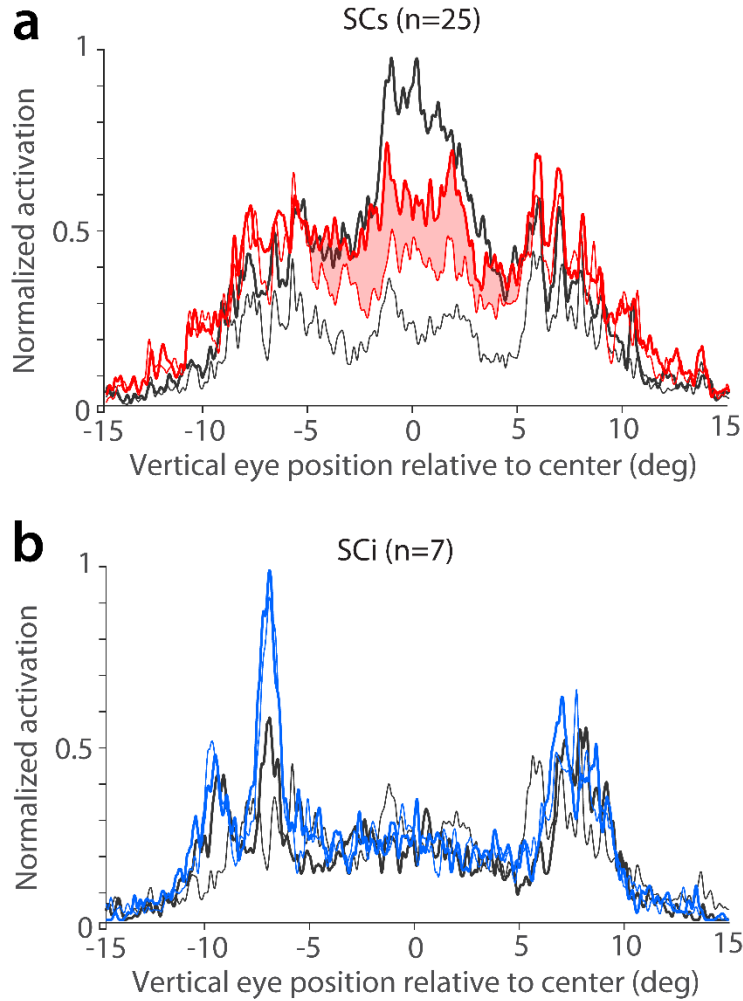 a
SCs (n=25)
1
0.5
0
Normalized activation
-15 -10 -5 0 5 10 15
Vertical eye position relative to center (deg)
b
SCi (n=7)
1
0.5
0
Normalized activation
-15 -10 -5 0 5 10 15
Vertical eye position relative to center (deg)